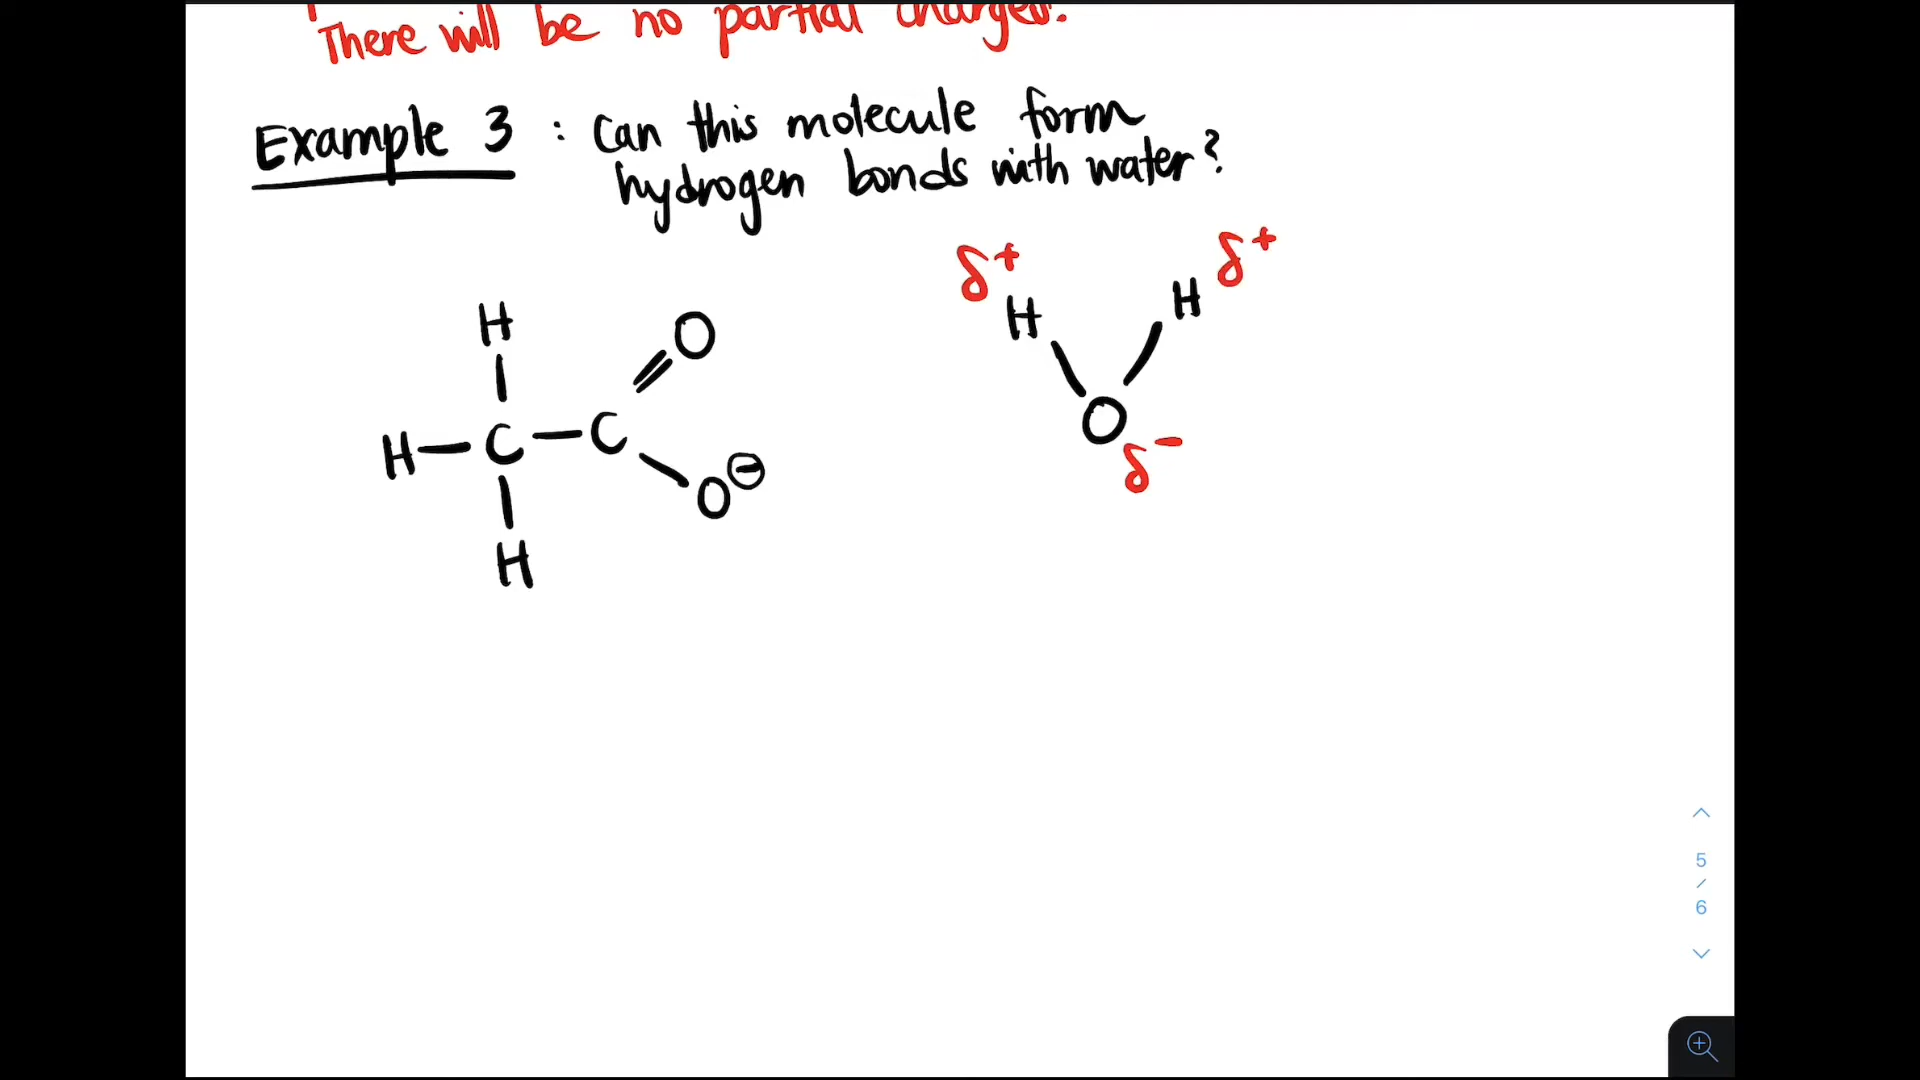 There will be no partial charges.
Example 3 : Can this molecule form
hydrogen bonds with water?
δ+ δ+
H H
H O
H-C-C O
O⊖ δ-
H
5
/
6